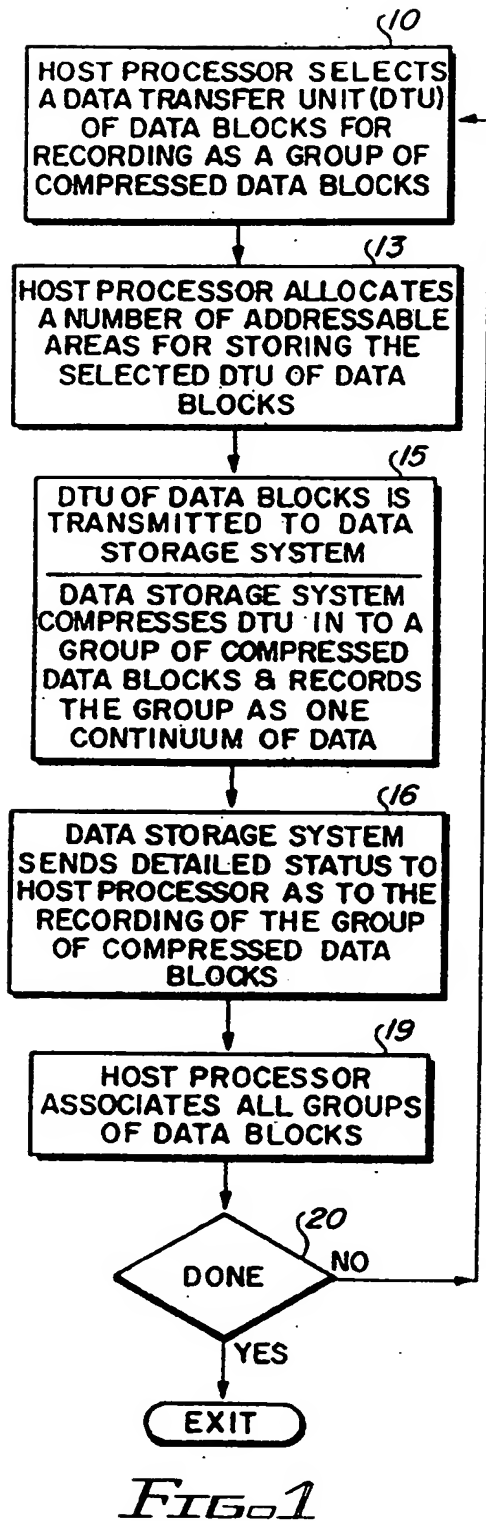 10
HOST PROCESSOR SELECTS
A DATA TRANSFER UNIT (DTU)
OF DATA BLOCKS FOR
RECORDING AS A GROUP OF
COMPRESSED DATA BLOCKS
13
HOST PROCESSOR ALLOCATES
A NUMBER OF ADDRESSABLE
AREAS FOR STORING THE
SELECTED DTU OF DATA
BLOCKS
15
DTU OF DATA BLOCKS IS
TRANSMITTED TO DATA
STORAGE SYSTEM
DATA STORAGE SYSTEM
COMPRESSES DTU IN TO A
GROUP OF COMPRESSED
DATA BLOCKS & RECORDS
THE GROUP AS ONE
CONTINUUM OF DATA
16
DATA STORAGE SYSTEM
SENDS DETAILED STATUS TO
HOST PROCESSOR AS TO THE
RECORDING OF THE GROUP
OF COMPRESSED DATA
BLOCKS
19
HOST PROCESSOR
ASSOCIATES ALL GROUPS
OF DATA BLOCKS
20
DONE
NO
YES
EXIT
FIG. 1